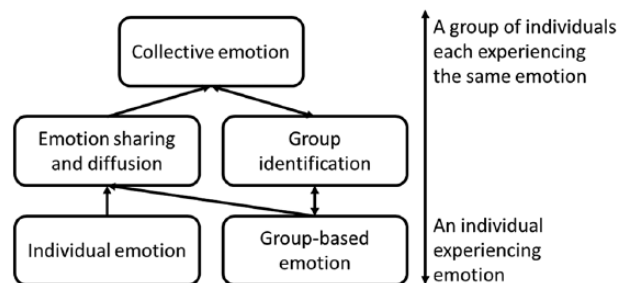 Collective emotion
A group of individuals
each experiencing
the same emotion
Emotion sharing
and diffusion
Group
identification
Individual emotion
Group-based
emotion
An individual
experiencing
emotion